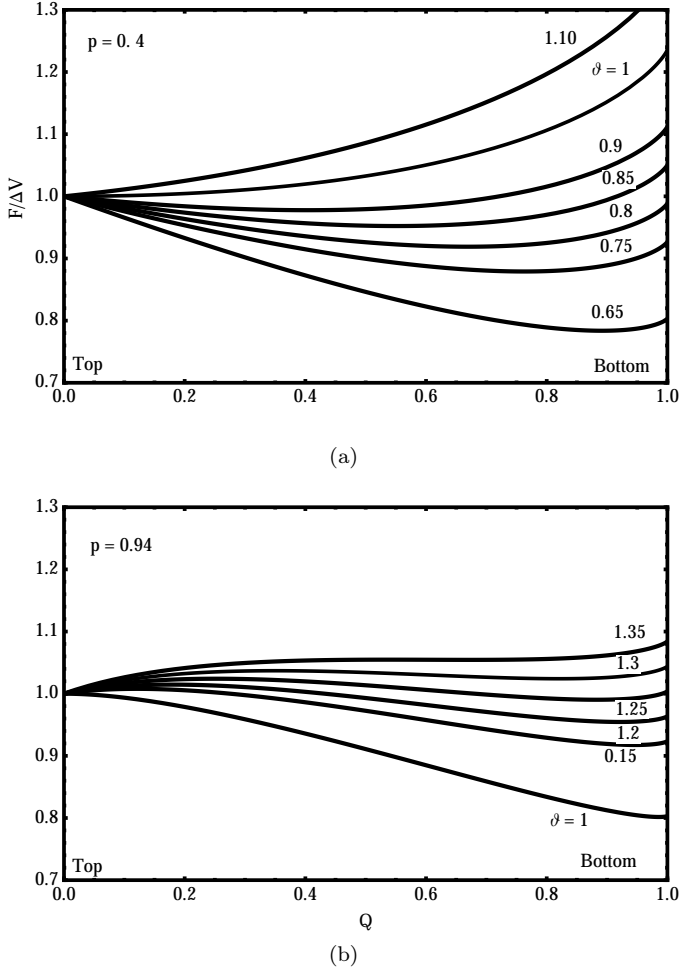 1.3
p = 0. 4
1.10
1.2
ϑ = 1
1.1
0.9
F/ΔV
0.85
1.0
0.8
0.75
0.9
0.65
0.8
Top
Bottom
0.7
0.0 0.2 0.4 0.6 0.8 1.0
(a)
1.3
p = 0.94
1.2
1.1
1.35
1.3
1.0
1.25
1.2
0.9
0.15
0.8
ϑ = 1
Top
Bottom
0.7
0.0 0.2 0.4 0.6 0.8 1.0
Q
(b)